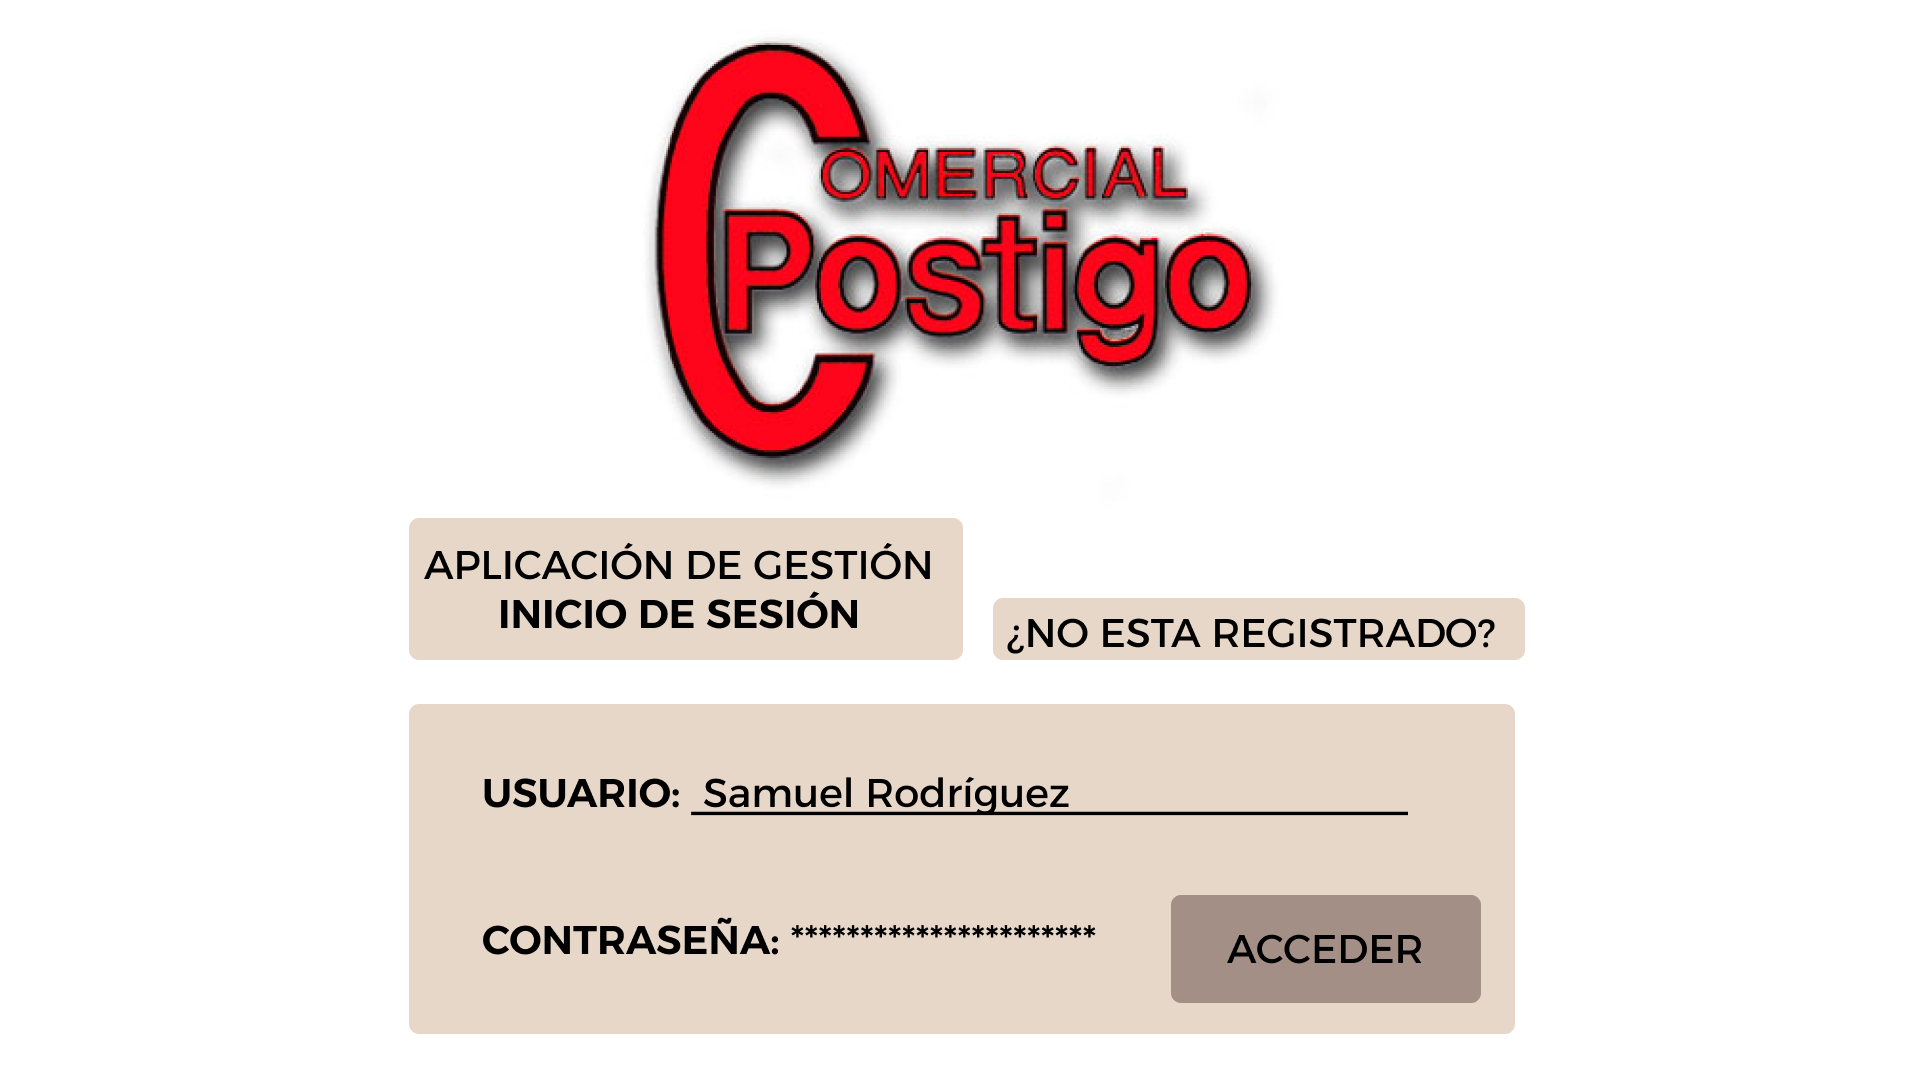 COMERCIAL
Postigo
APLICACIÓN DE GESTIÓN
INICIO DE SESIÓN
¿NO ESTA REGISTRADO?
USUARIO: Samuel Rodríguez
CONTRASEÑA: **********************
ACCEDER